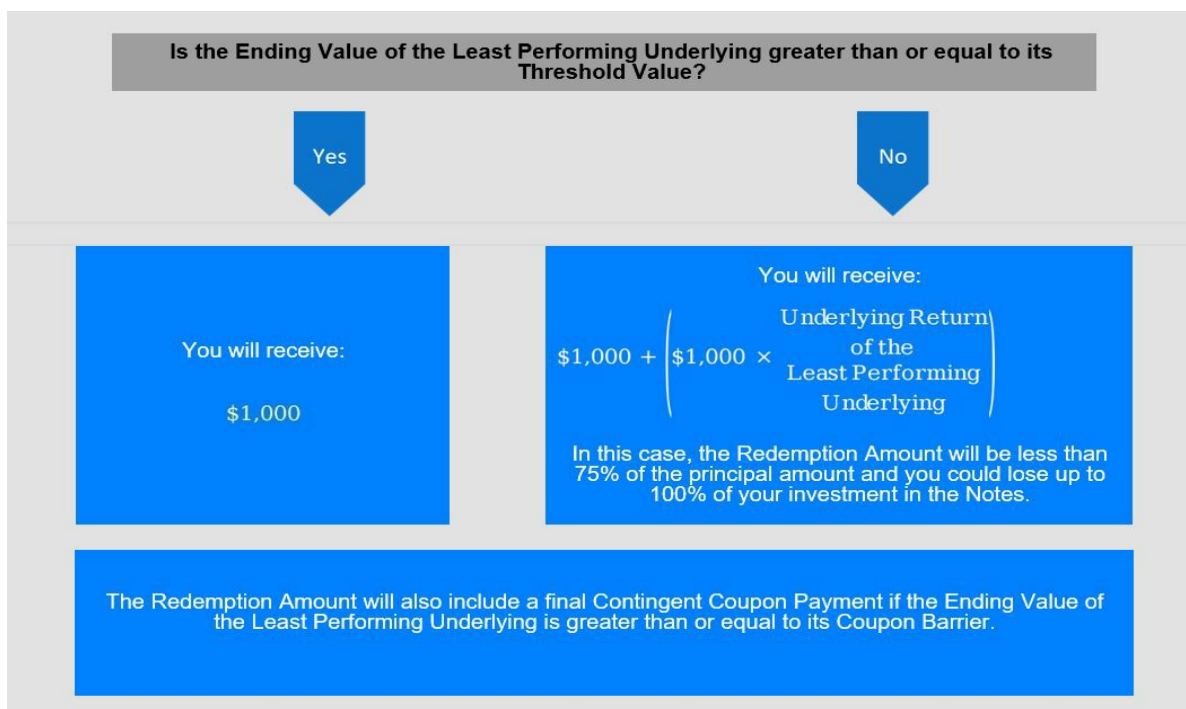 Is the Ending Value of the Least Performing Underlying greater than or equal to its
Threshold Value?
Yes
No
You will receive:
$1,000
You will receive:
$1,000 + ($1,000 × Underlying Return
of the
Least Performing
Underlying)
In this case, the Redemption Amount will be less than
75% of the principal amount and you could lose up to
100% of your investment in the Notes.
The Redemption Amount will also include a final Contingent Coupon Payment if the Ending Value of
the Least Performing Underlying is greater than or equal to its Coupon Barrier.